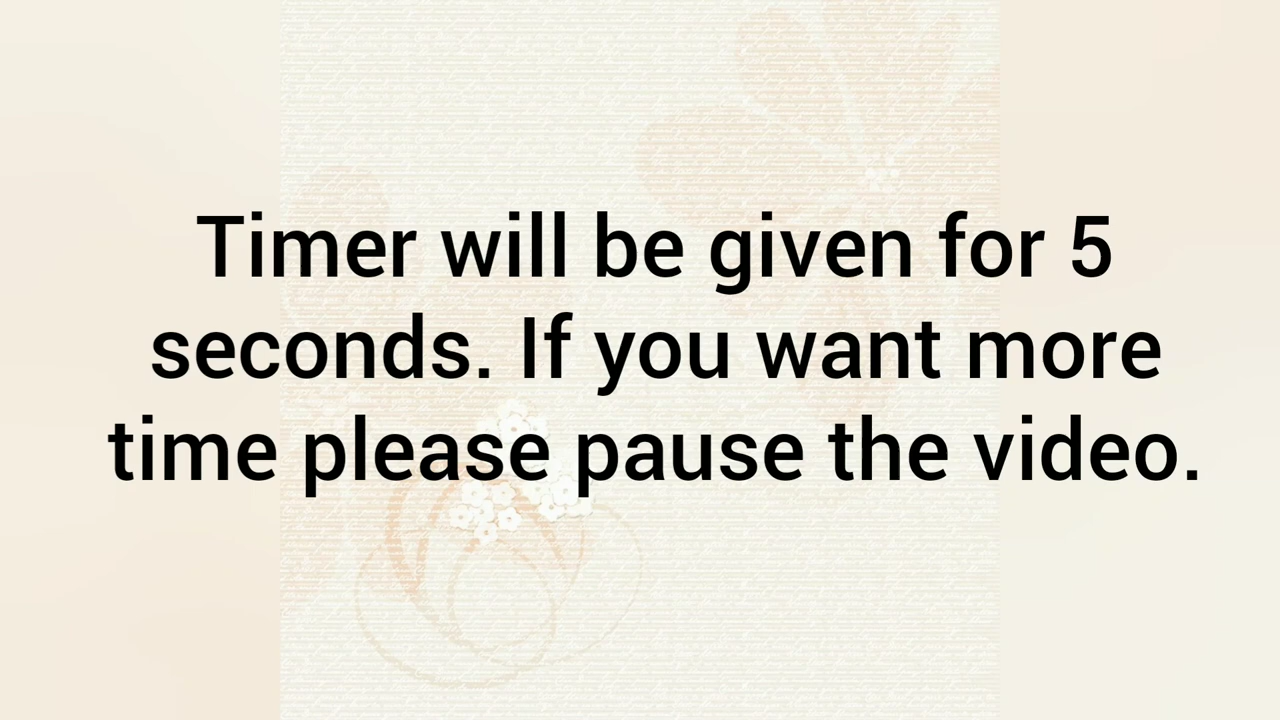 Timer will be given for 5
seconds. If you want more
time please pause the video.